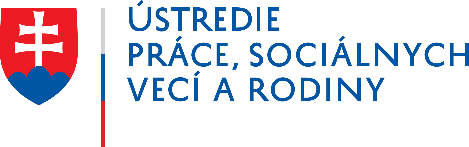 ÚSTREDIE
PRÁCE, SOCIÁLNYCH
VECÍ A RODINY